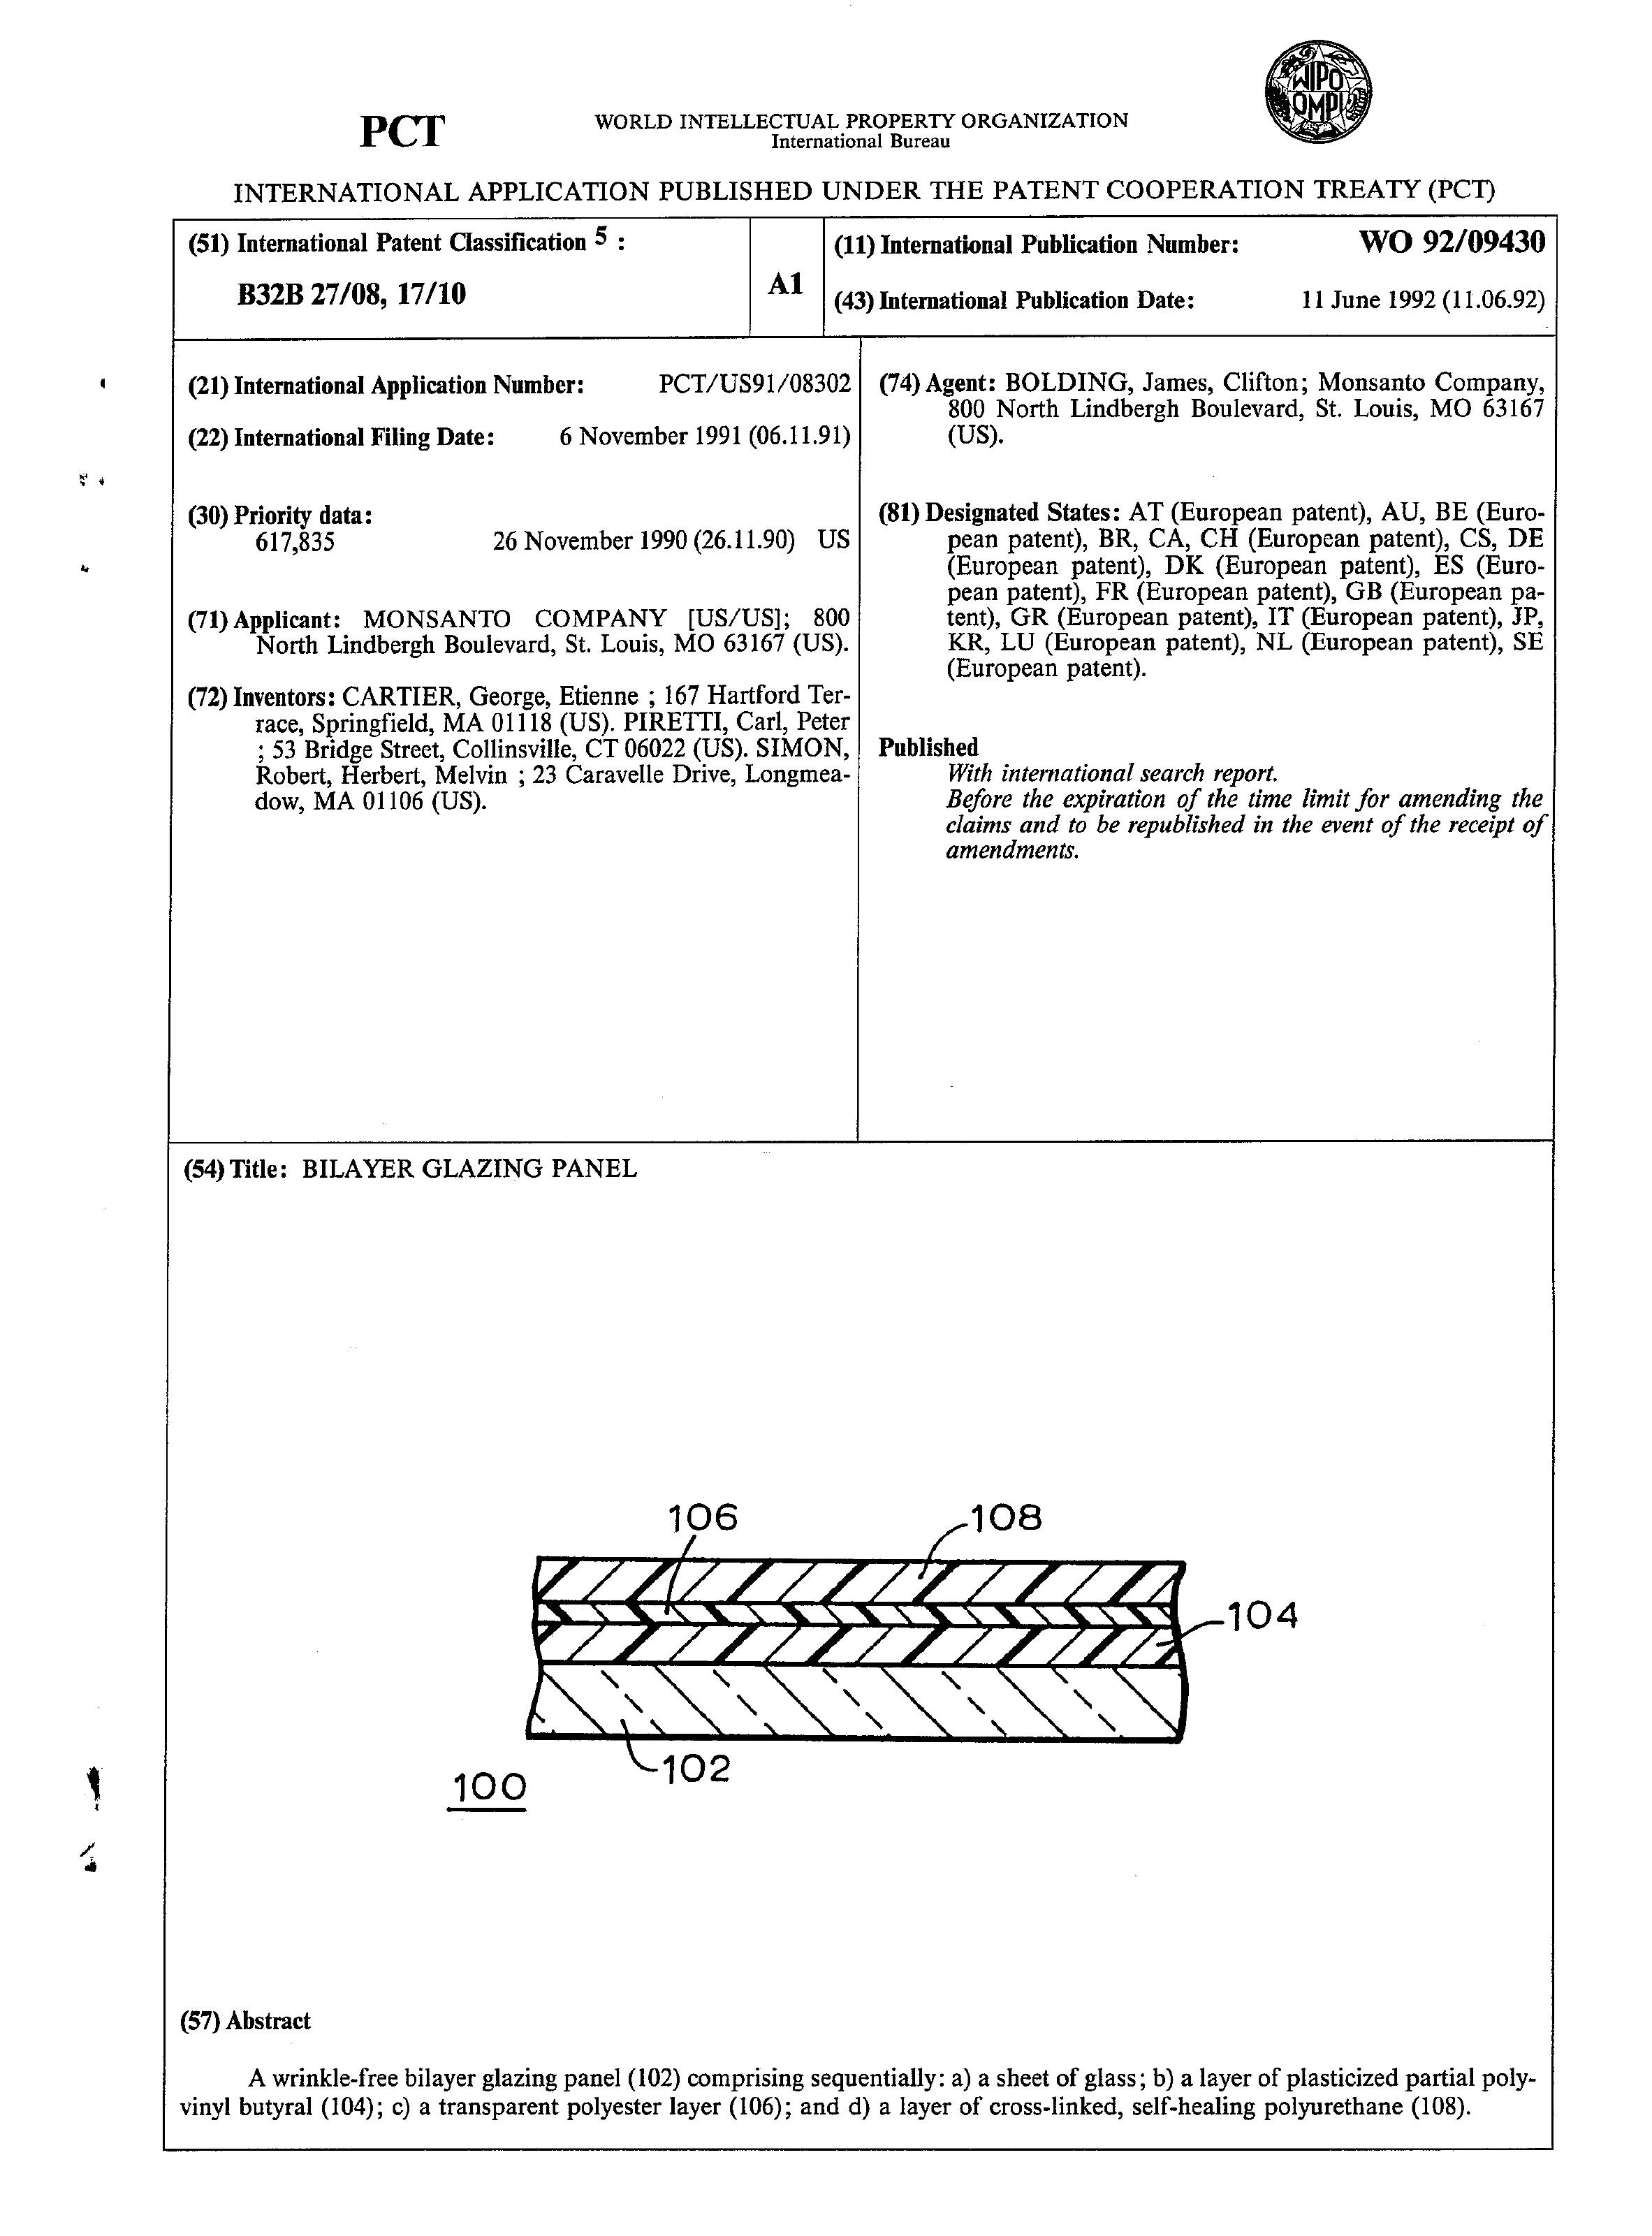 WIPO
OMPI
PCT
WORLD INTELLECTUAL PROPERTY ORGANIZATION
International Bureau
INTERNATIONAL APPLICATION PUBLISHED UNDER THE PATENT COOPERATION TREATY (PCT)
(51) International Patent Classification 5 :
B32B 27/08, 17/10
A1
(11) International Publication Number: WO 92/09430
(43) International Publication Date: 11 June 1992 (11.06.92)
(21) International Application Number: PCT/US91/08302
(22) International Filing Date: 6 November 1991 (06.11.91)
(30) Priority data:
617,835 26 November 1990 (26.11.90) US
(71) Applicant: MONSANTO COMPANY [US/US]; 800
North Lindbergh Boulevard, St. Louis, MO 63167 (US).
(72) Inventors: CARTIER, George, Etienne ; 167 Hartford Ter-
race, Springfield, MA 01118 (US). PIRETTI, Carl, Peter
; 53 Bridge Street, Collinsville, CT 06022 (US). SIMON,
Robert, Herbert, Melvin ; 23 Caravelle Drive, Longmea-
dow, MA 01106 (US).
(74) Agent: BOLDING, James, Clifton; Monsanto Company,
800 North Lindbergh Boulevard, St. Louis, MO 63167
(US).
(81) Designated States: AT (European patent), AU, BE (Euro-
pean patent), BR, CA, CH (European patent), CS, DE
(European patent), DK (European patent), ES (Euro-
pean patent), FR (European patent), GB (European pa-
tent), GR (European patent), IT (European patent), JP,
KR, LU (European patent), NL (European patent), SE
(European patent).
Published
With international search report.
Before the expiration of the time limit for amending the
claims and to be republished in the event of the receipt of
amendments.
(54) Title: BILAYER GLAZING PANEL
106
108
104
102
100
(57) Abstract
A wrinkle-free bilayer glazing panel (102) comprising sequentially: a) a sheet of glass; b) a layer of plasticized partial poly-
vinyl butyral (104); c) a transparent polyester layer (106); and d) a layer of cross-linked, self-healing polyurethane (108).